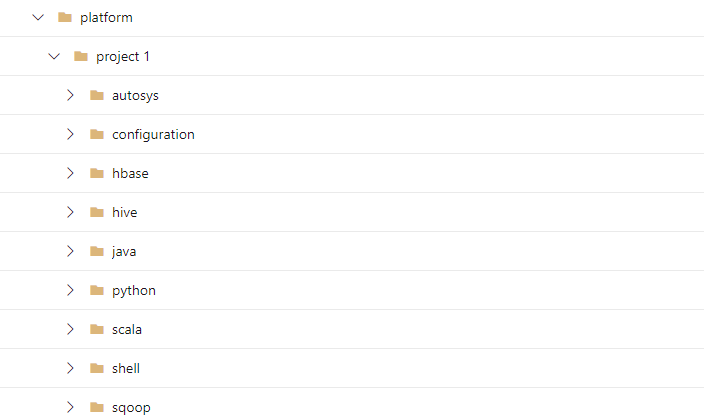 platform
project 1
autosys
configuration
hbase
hive
java
python
scala
shell
sqoop